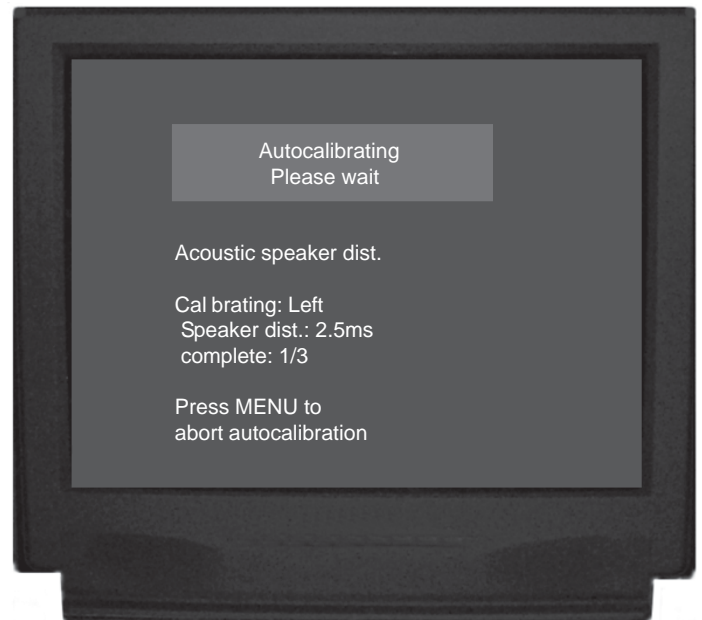 Autocalibrating
Please wait
Acoustic speaker dist.
Cal brating: Left
Speaker dist.: 2.5ms
complete: 1/3
Press MENU to
abort autocalibration